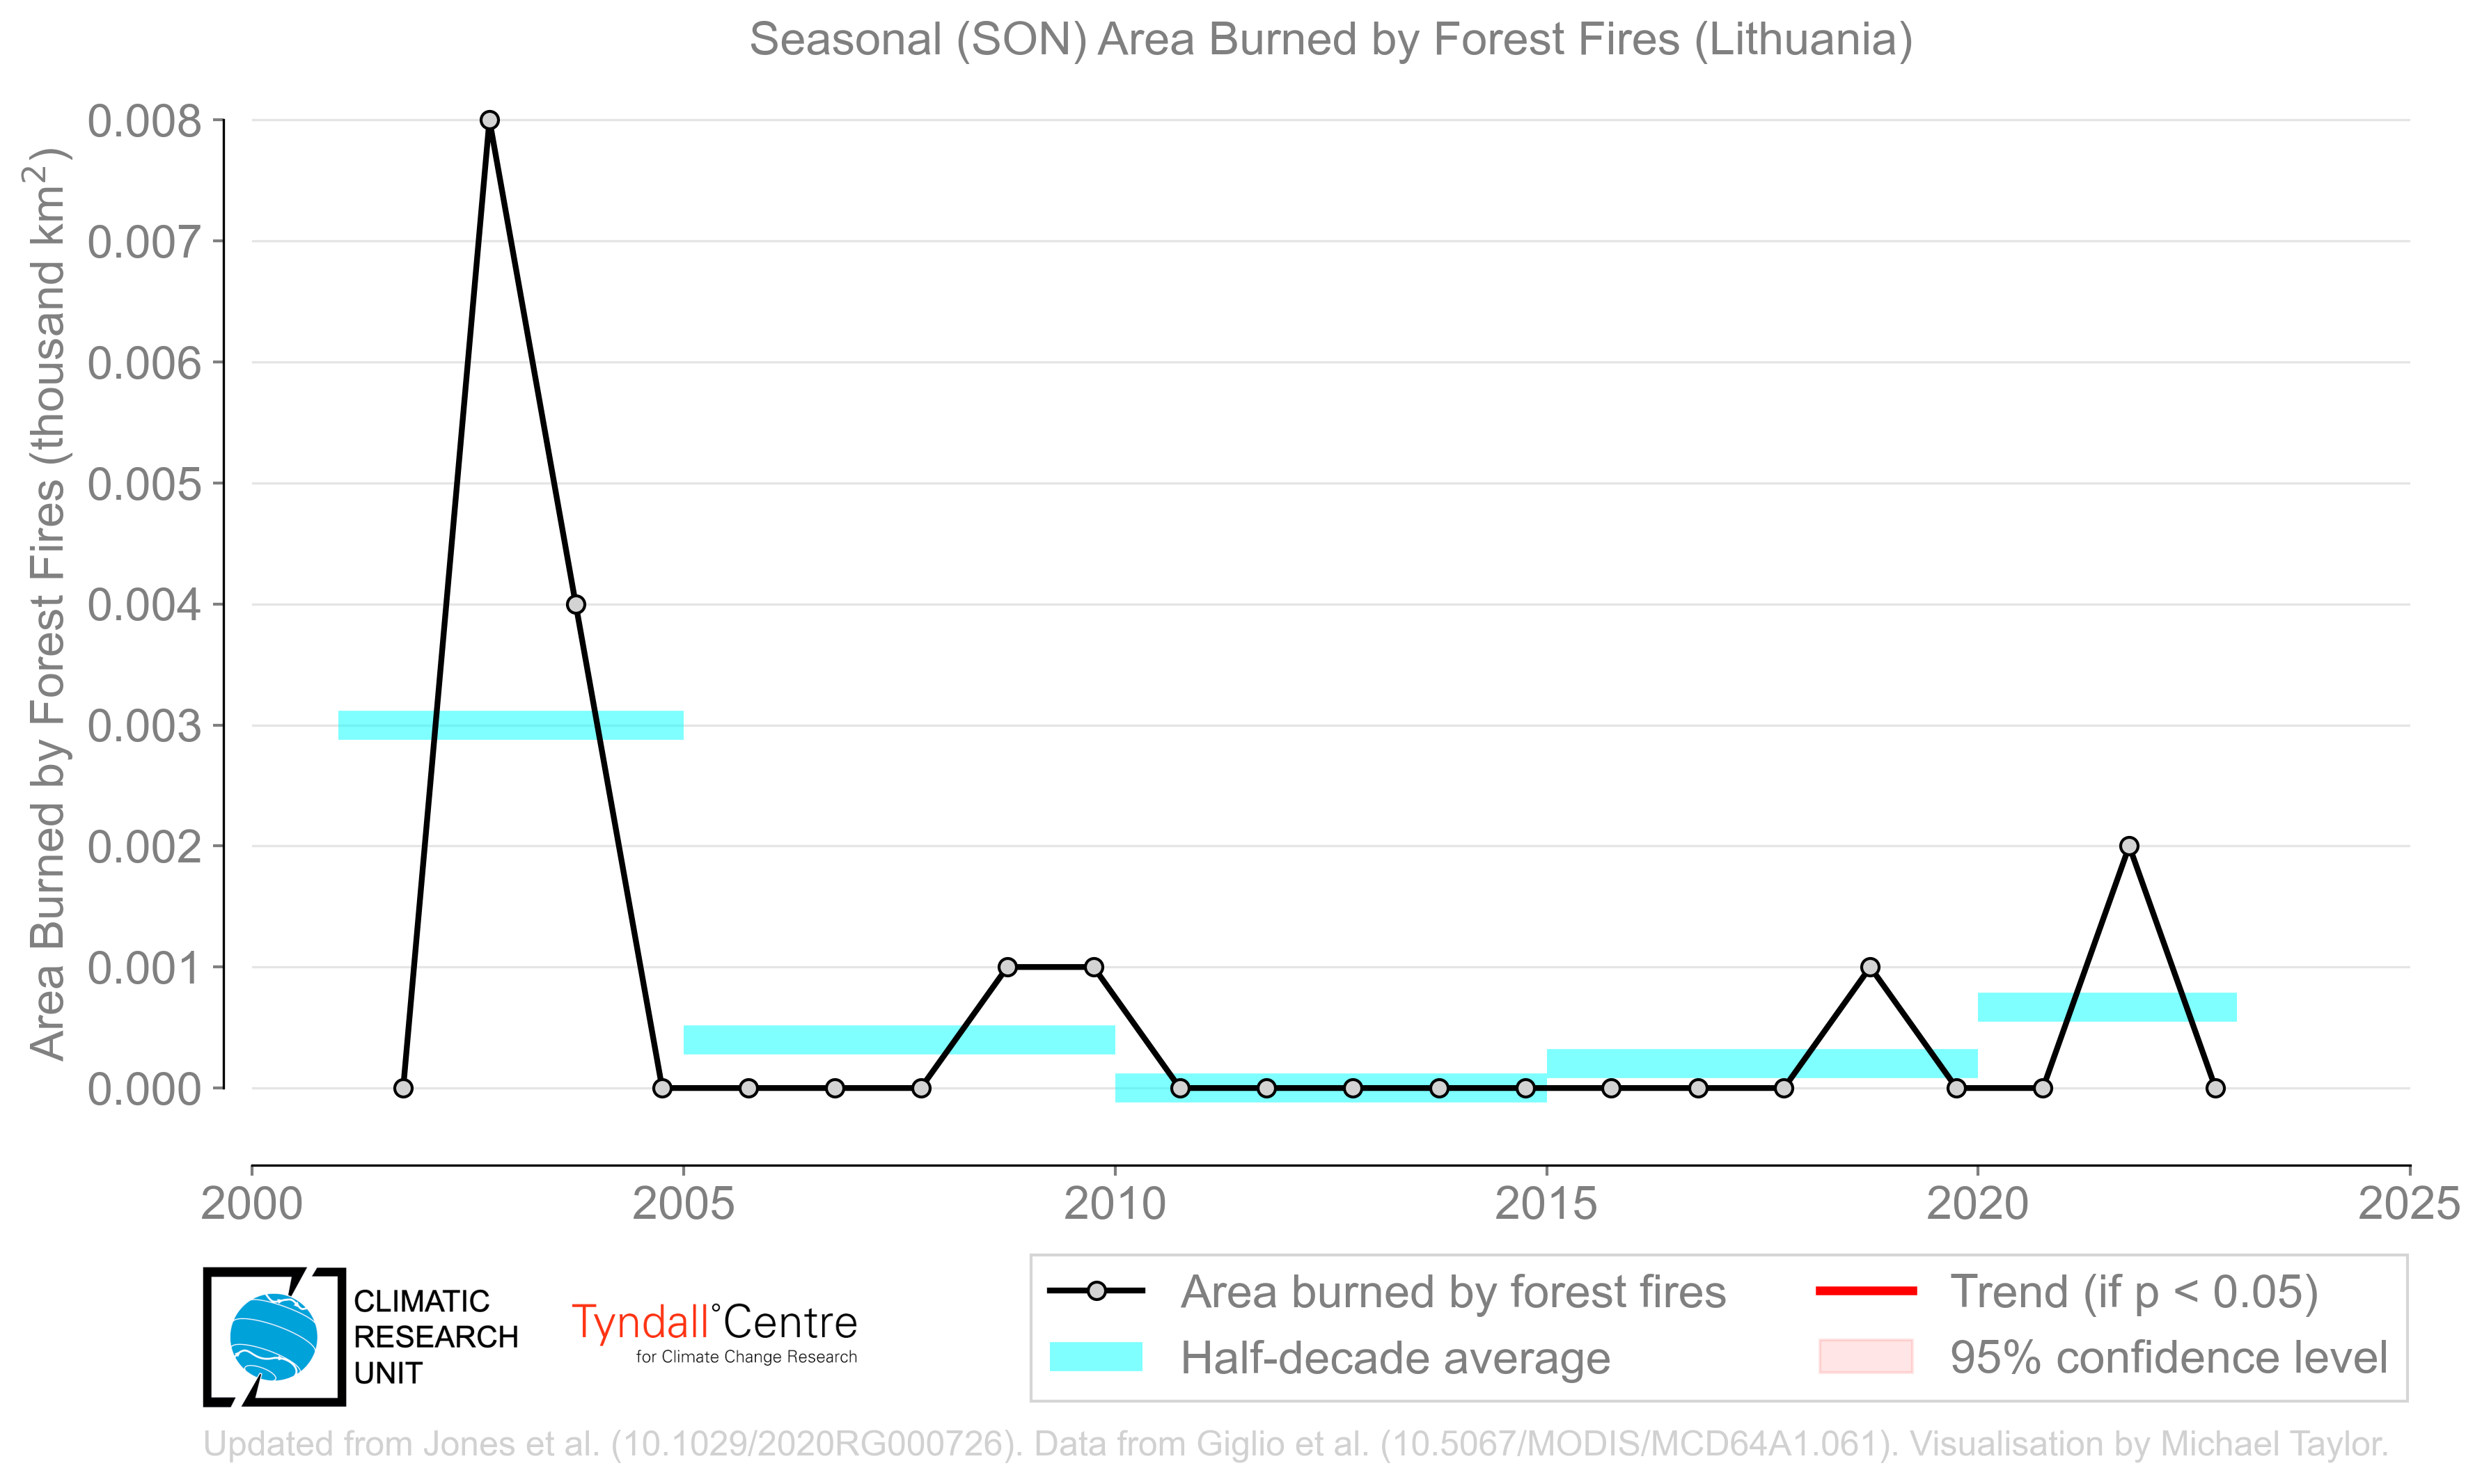 Seasonal (SON) Area Burned by Forest Fires (Lithuania)
Area Burned by Forest Fires (thousand km²)
0.008
0.007
0.006
0.005
0.004
0.003
0.002
0.001
0.000
2000 2005 2010 2015 2020 2025
CLIMATIC
RESEARCH
UNIT
Tyndall°Centre
for Climate Change Research
Area burned by forest fires
Half-decade average
Trend (if p < 0.05)
95% confidence level
Updated from Jones et al. (10.1029/2020RG000726). Data from Giglio et al. (10.5067/MODIS/MCD64A1.061). Visualisation by Michael Taylor.